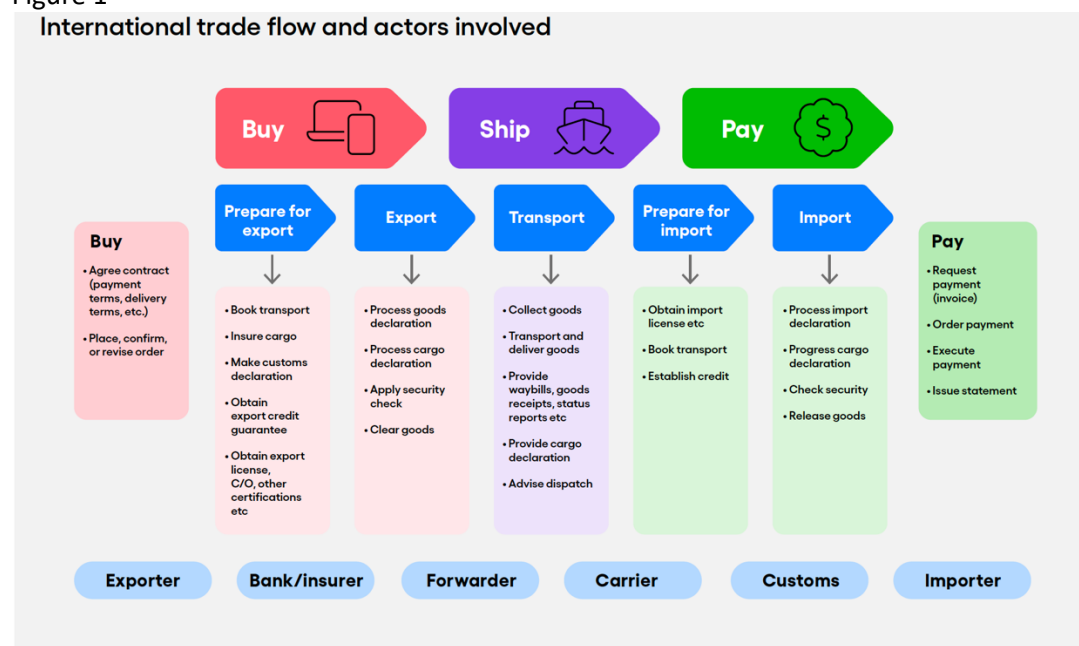 Figure 1
International trade flow and actors involved
Buy
Ship
Pay
$
Prepare for
export
Export
Transport
Prepare for
import
Import
Buy
• Agree contract
(payment
terms, delivery
terms, etc.)
• Place, confirm,
or revise order
• Book transport
• Insure cargo
• Make customs
declaration
• Obtain
export credit
guarantee
• Obtain export
license,
C/O, other
certifications
etc
• Process goods
declaration
• Process cargo
declaration
• Apply security
check
• Clear goods
• Collect goods
• Transport and
deliver goods
• Provide
waybills, goods
receipts, status
reports etc
• Provide cargo
declaration
• Advise dispatch
• Obtain import
license etc
• Book transport
• Establish credit
• Process import
declaration
• Progress cargo
declaration
• Check security
• Release goods
Pay
• Request
payment
(invoice)
• Order payment
• Execute
payment
• Issue statement
Exporter
Bank/insurer
Forwarder
Carrier
Customs
Importer